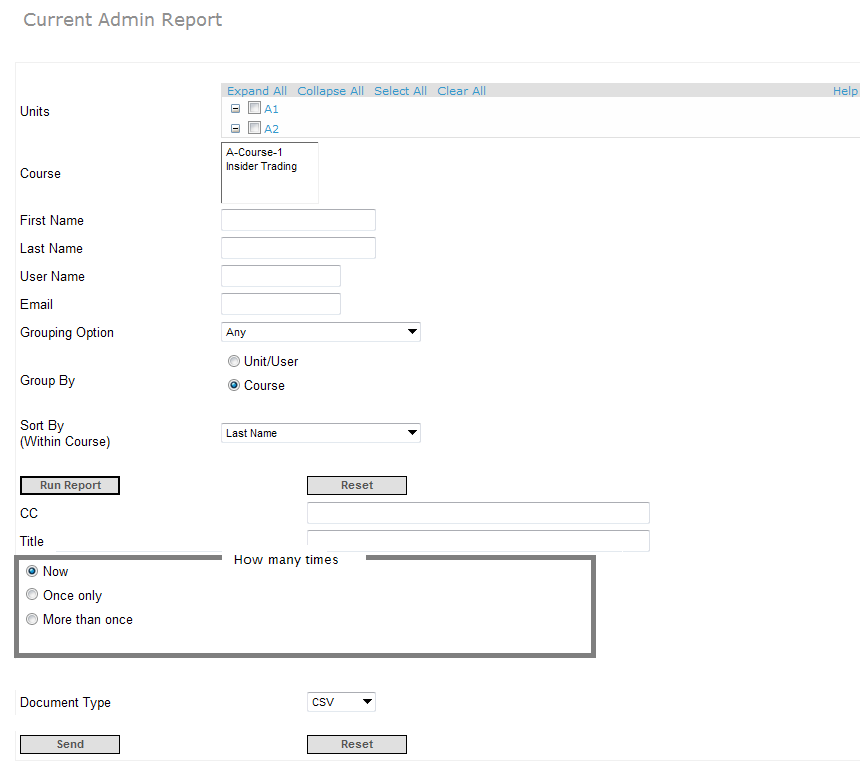 Current Admin Report
Expand All Collapse All Select All Clear All Help
Units
A1
A2
Course
A-Course-1
Insider Trading
First Name
Last Name
User Name
Email
Grouping Option Any
Group By
Unit/User
Course
Sort By
(Within Course)
Last Name
Run Report Reset
CC
Title
How many times
Now
Once only
More than once
Document Type CSV
Send Reset